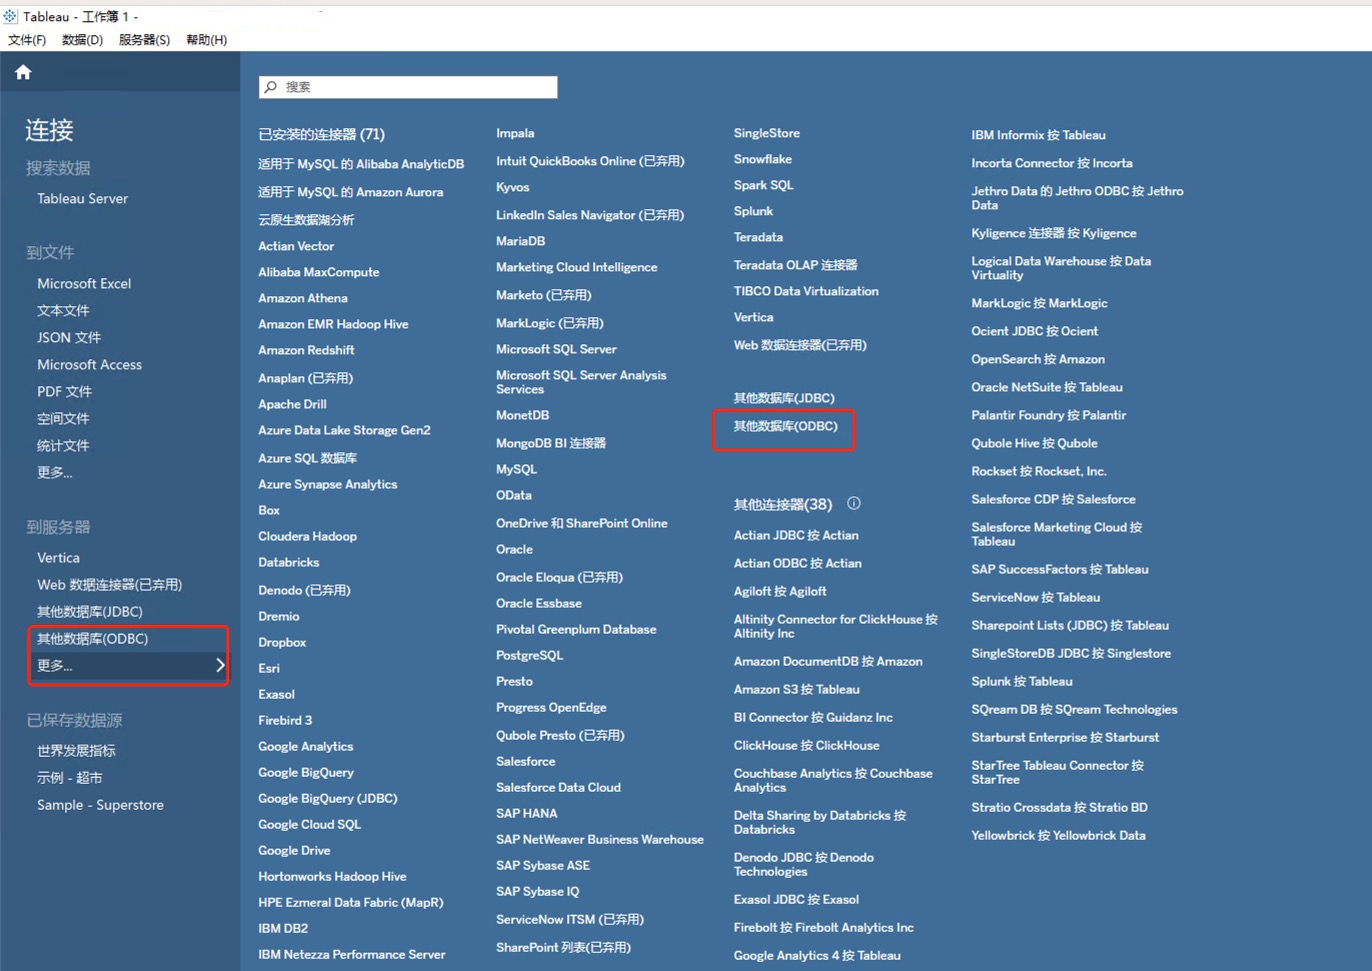 Tableau - 工作簿 1 -
文件(F) 数据(D) 服务器(S) 帮助(H)
连接
搜索数据
Tableau Server
到文件
Microsoft Excel
文本文件
JSON 文件
Microsoft Access
PDF 文件
空间文件
统计文件
更多...
到服务器
Vertica
Web 数据连接器(已弃用)
其他数据库(JDBC)
其他数据库(ODBC)
更多...
已保存数据源
世界发展指标
示例 - 超市
Sample - Superstore
搜索
已安装的连接器 (71)
适用于 MySQL 的 Alibaba AnalyticDB
适用于 MySQL 的 Amazon Aurora
云原生数据湖分析
Actian Vector
Alibaba MaxCompute
Amazon Athena
Amazon EMR Hadoop Hive
Amazon Redshift
Anaplan (已弃用)
Apache Drill
Azure Data Lake Storage Gen2
Azure SQL 数据库
Azure Synapse Analytics
Box
Cloudera Hadoop
Databricks
Denodo (已弃用)
Dremio
Dropbox
Esri
Exasol
Firebird 3
Google Analytics
Google BigQuery
Google BigQuery (JDBC)
Google Cloud SQL
Google Drive
Hortonworks Hadoop Hive
HPE Ezmeral Data Fabric (MapR)
IBM DB2
IBM Netezza Performance Server
Impala
Intuit QuickBooks Online (已弃用)
Kyvos
LinkedIn Sales Navigator (已弃用)
MariaDB
Marketing Cloud Intelligence
Marketo (已弃用)
MarkLogic (已弃用)
Microsoft SQL Server
Microsoft SQL Server Analysis
Services
MonetDB
MongoDB BI 连接器
MySQL
OData
OneDrive 和 SharePoint Online
Oracle
Oracle Eloqua (已弃用)
Oracle Essbase
Pivotal Greenplum Database
PostgreSQL
Presto
Progress OpenEdge
Qubole Presto (已弃用)
Salesforce
Salesforce Data Cloud
SAP HANA
SAP NetWeaver Business Warehouse
SAP Sybase ASE
SAP Sybase IQ
ServiceNow ITSM (已弃用)
SharePoint 列表(已弃用)
SingleStore
Snowflake
Spark SQL
Splunk
Teradata
Teradata OLAP 连接器
TIBCO Data Virtualization
Vertica
Web 数据连接器(已弃用)
其他数据库(JDBC)
其他数据库(ODBC)
其他连接器(38)
Actian JDBC 按 Actian
Actian ODBC 按 Actian
Agiloft 按 Agiloft
Altinity Connector for ClickHouse 按
Altinity Inc
Amazon DocumentDB 按 Amazon
Amazon S3 按 Tableau
BI Connector 按 Guidanz Inc
ClickHouse 按 ClickHouse
Couchbase Analytics 按 Couchbase
Analytics
Delta Sharing by Databricks 按
Databricks
Denodo JDBC 按 Denodo
Technologies
Exasol JDBC 按 Exasol
Firebolt 按 Firebolt Analytics Inc
Google Analytics 4 按 Tableau
IBM Informix 按 Tableau
Incorta Connector 按 Incorta
Jethro Data 的 Jethro ODBC 按 Jethro
Data
Kyligence 连接器 按 Kyligence
Logical Data Warehouse 按 Data
Virtuality
MarkLogic 按 MarkLogic
Ocient JDBC 按 Ocient
OpenSearch 按 Amazon
Oracle NetSuite 按 Tableau
Palantir Foundry 按 Palantir
Qubole Hive 按 Qubole
Rockset 按 Rockset, Inc.
Salesforce CDP 按 Salesforce
Salesforce Marketing Cloud 按
Tableau
SAP SuccessFactors 按 Tableau
ServiceNow 按 Tableau
Sharepoint Lists (JDBC) 按 Tableau
SingleStoreDB JDBC 按 Singlestore
Splunk 按 Tableau
SQream DB 按 SQream Technologies
Starburst Enterprise 按 Starburst
StarTree Tableau Connector 按
StarTree
Stratio Crossdata 按 Stratio BD
Yellowbrick 按 Yellowbrick Data